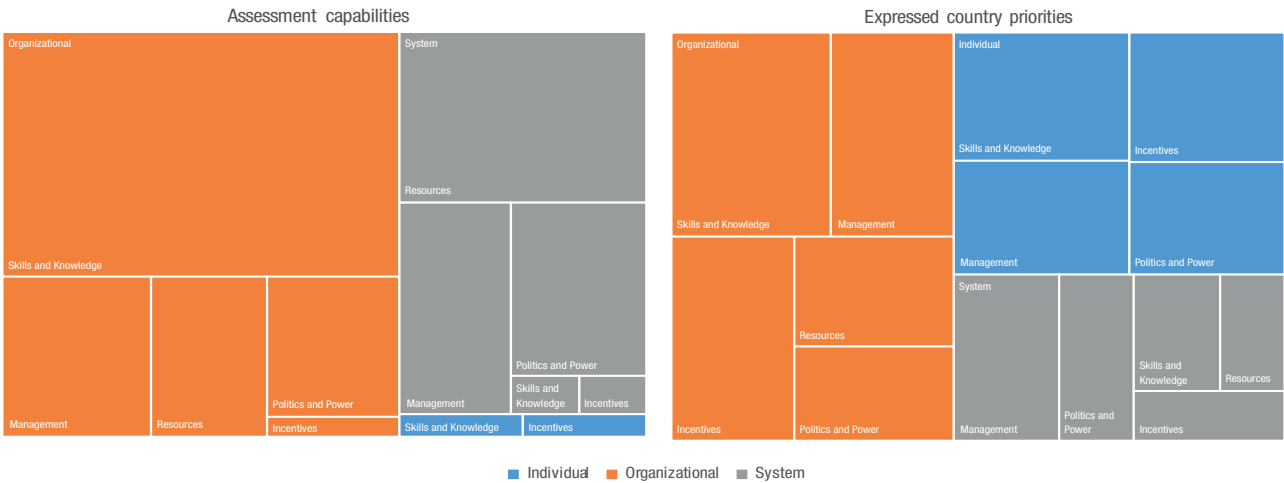 Assessment capabilities
Organizational
Skills and Knowledge
Management
Resources
Politics and Power
Incentives
System
Resources
Management
Politics and Power
Skills and
Knowledge
Incentives
Skills and Knowledge
Incentives
Expressed country priorities
Organizational
Skills and Knowledge
Management
Incentives
Resources
Politics and Power
Individual
Skills and Knowledge
Incentives
Management
Politics and Power
System
Management
Politics and
Power
Skills and
Knowledge
Resources
Incentives
Individual
Organizational
System